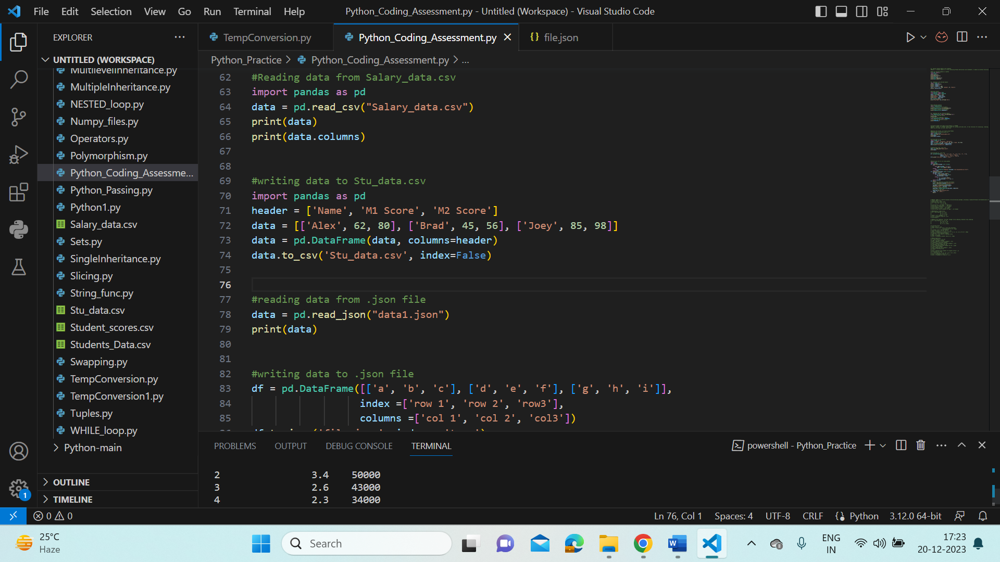 File Edit Selection View Go Run Terminal Help
Python_Coding_Assessment.py - Untitled (Workspace) - Visual Studio Code
EXPLORER
UNTITLED (WORKSPACE)
MultilevelInheritance.py
MultipleInheritance.py
NESTED_loop.py
Numpy_files.py
Operators.py
Polymorphism.py
Python_Coding_Assessme...
Python_Passing.py
Python1.py
Salary_data.csv
Sets.py
SingleInheritance.py
Slicing.py
String_func.py
Stu_data.csv
Student_scores.csv
Students_Data.csv
Swapping.py
TempConversion.py
TempConversion1.py
Tuples.py
WHILE_loop.py
Python-main
OUTLINE
TIMELINE
1
TempConversion.py
Python_Coding_Assessment.py
file.json
Python_Practice > Python_Coding_Assessment.py > ...
62 #Reading data from Salary_data.csv
63 import pandas as pd
64 data = pd.read_csv("Salary_data.csv")
65 print(data)
66 print(data.columns)
67
68
69 #writing data to Stu_data.csv
70 import pandas as pd
71 header = ['Name', 'M1 Score', 'M2 Score']
72 data = [['Alex', 62, 80], ['Brad', 45, 56], ['Joey', 85, 98]]
73 data = pd.DataFrame(data, columns=header)
74 data.to_csv('Stu_data.csv', index=False)
75
76
77 #reading data from .json file
78 data = pd.read_json("data1.json")
79 print(data)
80
81
82 #writing data to .json file
83 df = pd.DataFrame([['a', 'b', 'c'], ['d', 'e', 'f'], ['g', 'h', 'i']],
84 index =['row 1', 'row 2', 'row3'],
85 columns =['col 1', 'col 2', 'col3'])
PROBLEMS OUTPUT DEBUG CONSOLE TERMINAL
powershell - Python_Practice
2 3.4 50000
3 2.6 43000
4 2.3 34000
0 0
Ln 76, Col 1 Spaces: 4 UTF-8 CRLF Python 3.12.0 64-bit
25°C
Haze
Search
ENG
IN
17:23
20-12-2023